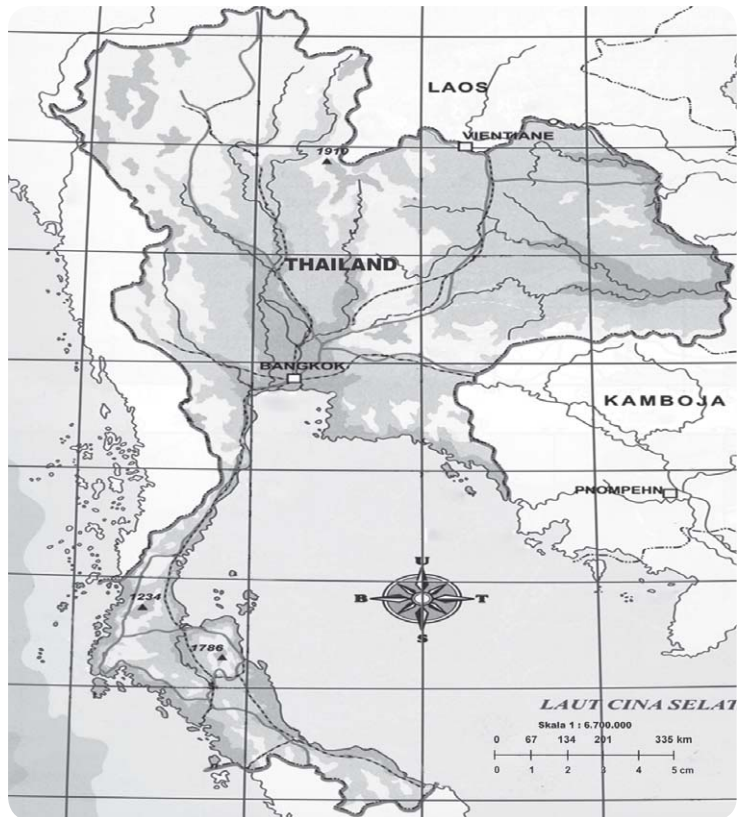 LAOS
VIENTIANE
1910
THAILAND
BANGKOK
KAMBOJA
PNOMPEHN
U
B T
S
1234
1786
LAUT CINA SELAT
Skala 1 : 6.700.000
0 67 134 201 335 km
0 1 2 3 4 5 cm